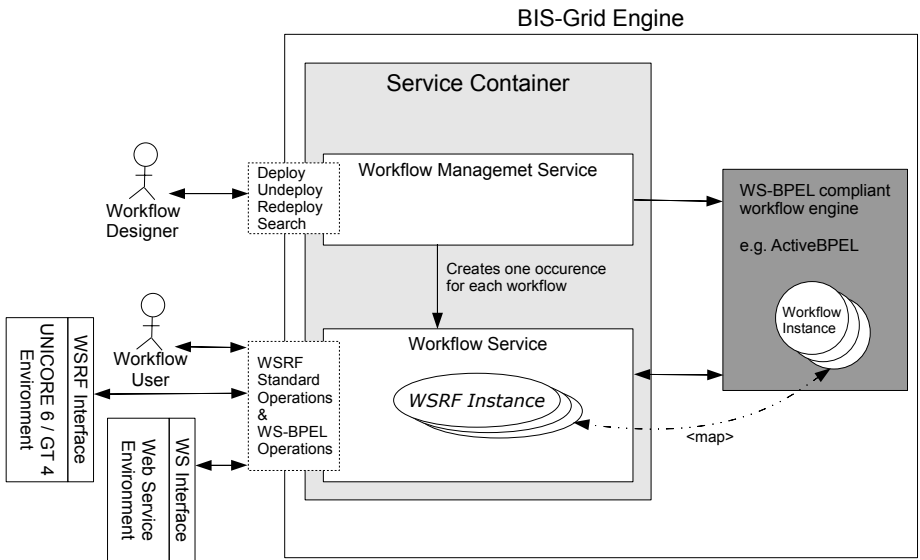 BIS-Grid Engine
Service Container
Workflow Managemet Service
Deploy
Undeploy
Redeploy
Search
Workflow
Designer
WS-BPEL compliant
workflow engine
e.g. ActiveBPEL
Workflow
Instance
Creates one occurence
for each workflow
Workflow
User
Workflow Service
WSRF
Standard
Operations
&
WS-BPEL
Operations
WSRF Instance
<map>
WSRF Interface
UNICORE 6 / GT 4
Environment
WS Interface
Web Service
Environment